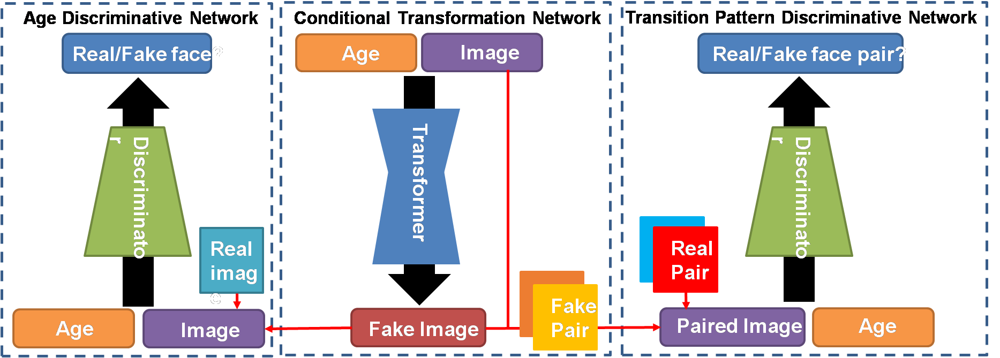 Age Discriminative Network
Real/Fake face?
Discriminato
r
Real
imag
e
Age
Image
Conditional Transformation Network
Age
Image
Transformer
Fake Image
Fake
Pair
Transition Pattern Discriminative Network
Real/Fake face pair?
Discriminato
r
Real
Pair
Paired Image
Age